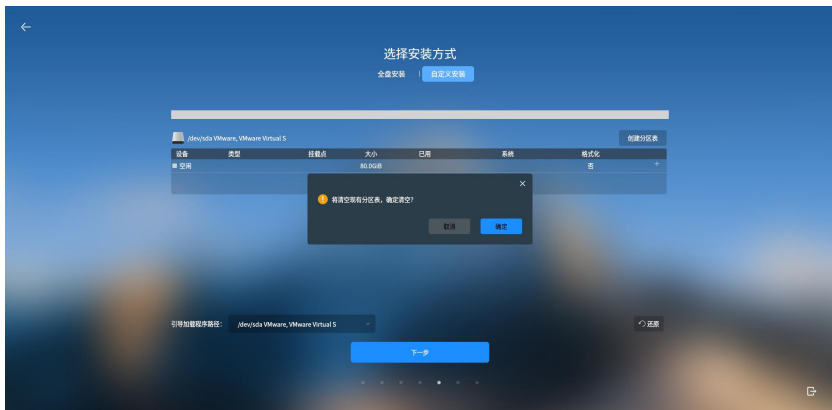 选择安装方式
全盘安装 | 自定义安装
/dev/sda VMware, VMware Virtual S 创建分区表
设备 类型 挂载点 大小 已用 系统 格式化
空闲 80.0GiB 否 +
将清空现有分区表，确定清空?
取消 确定
引导加载程序路径: /dev/sda VMware, VMware Virtual S 还原
下一步